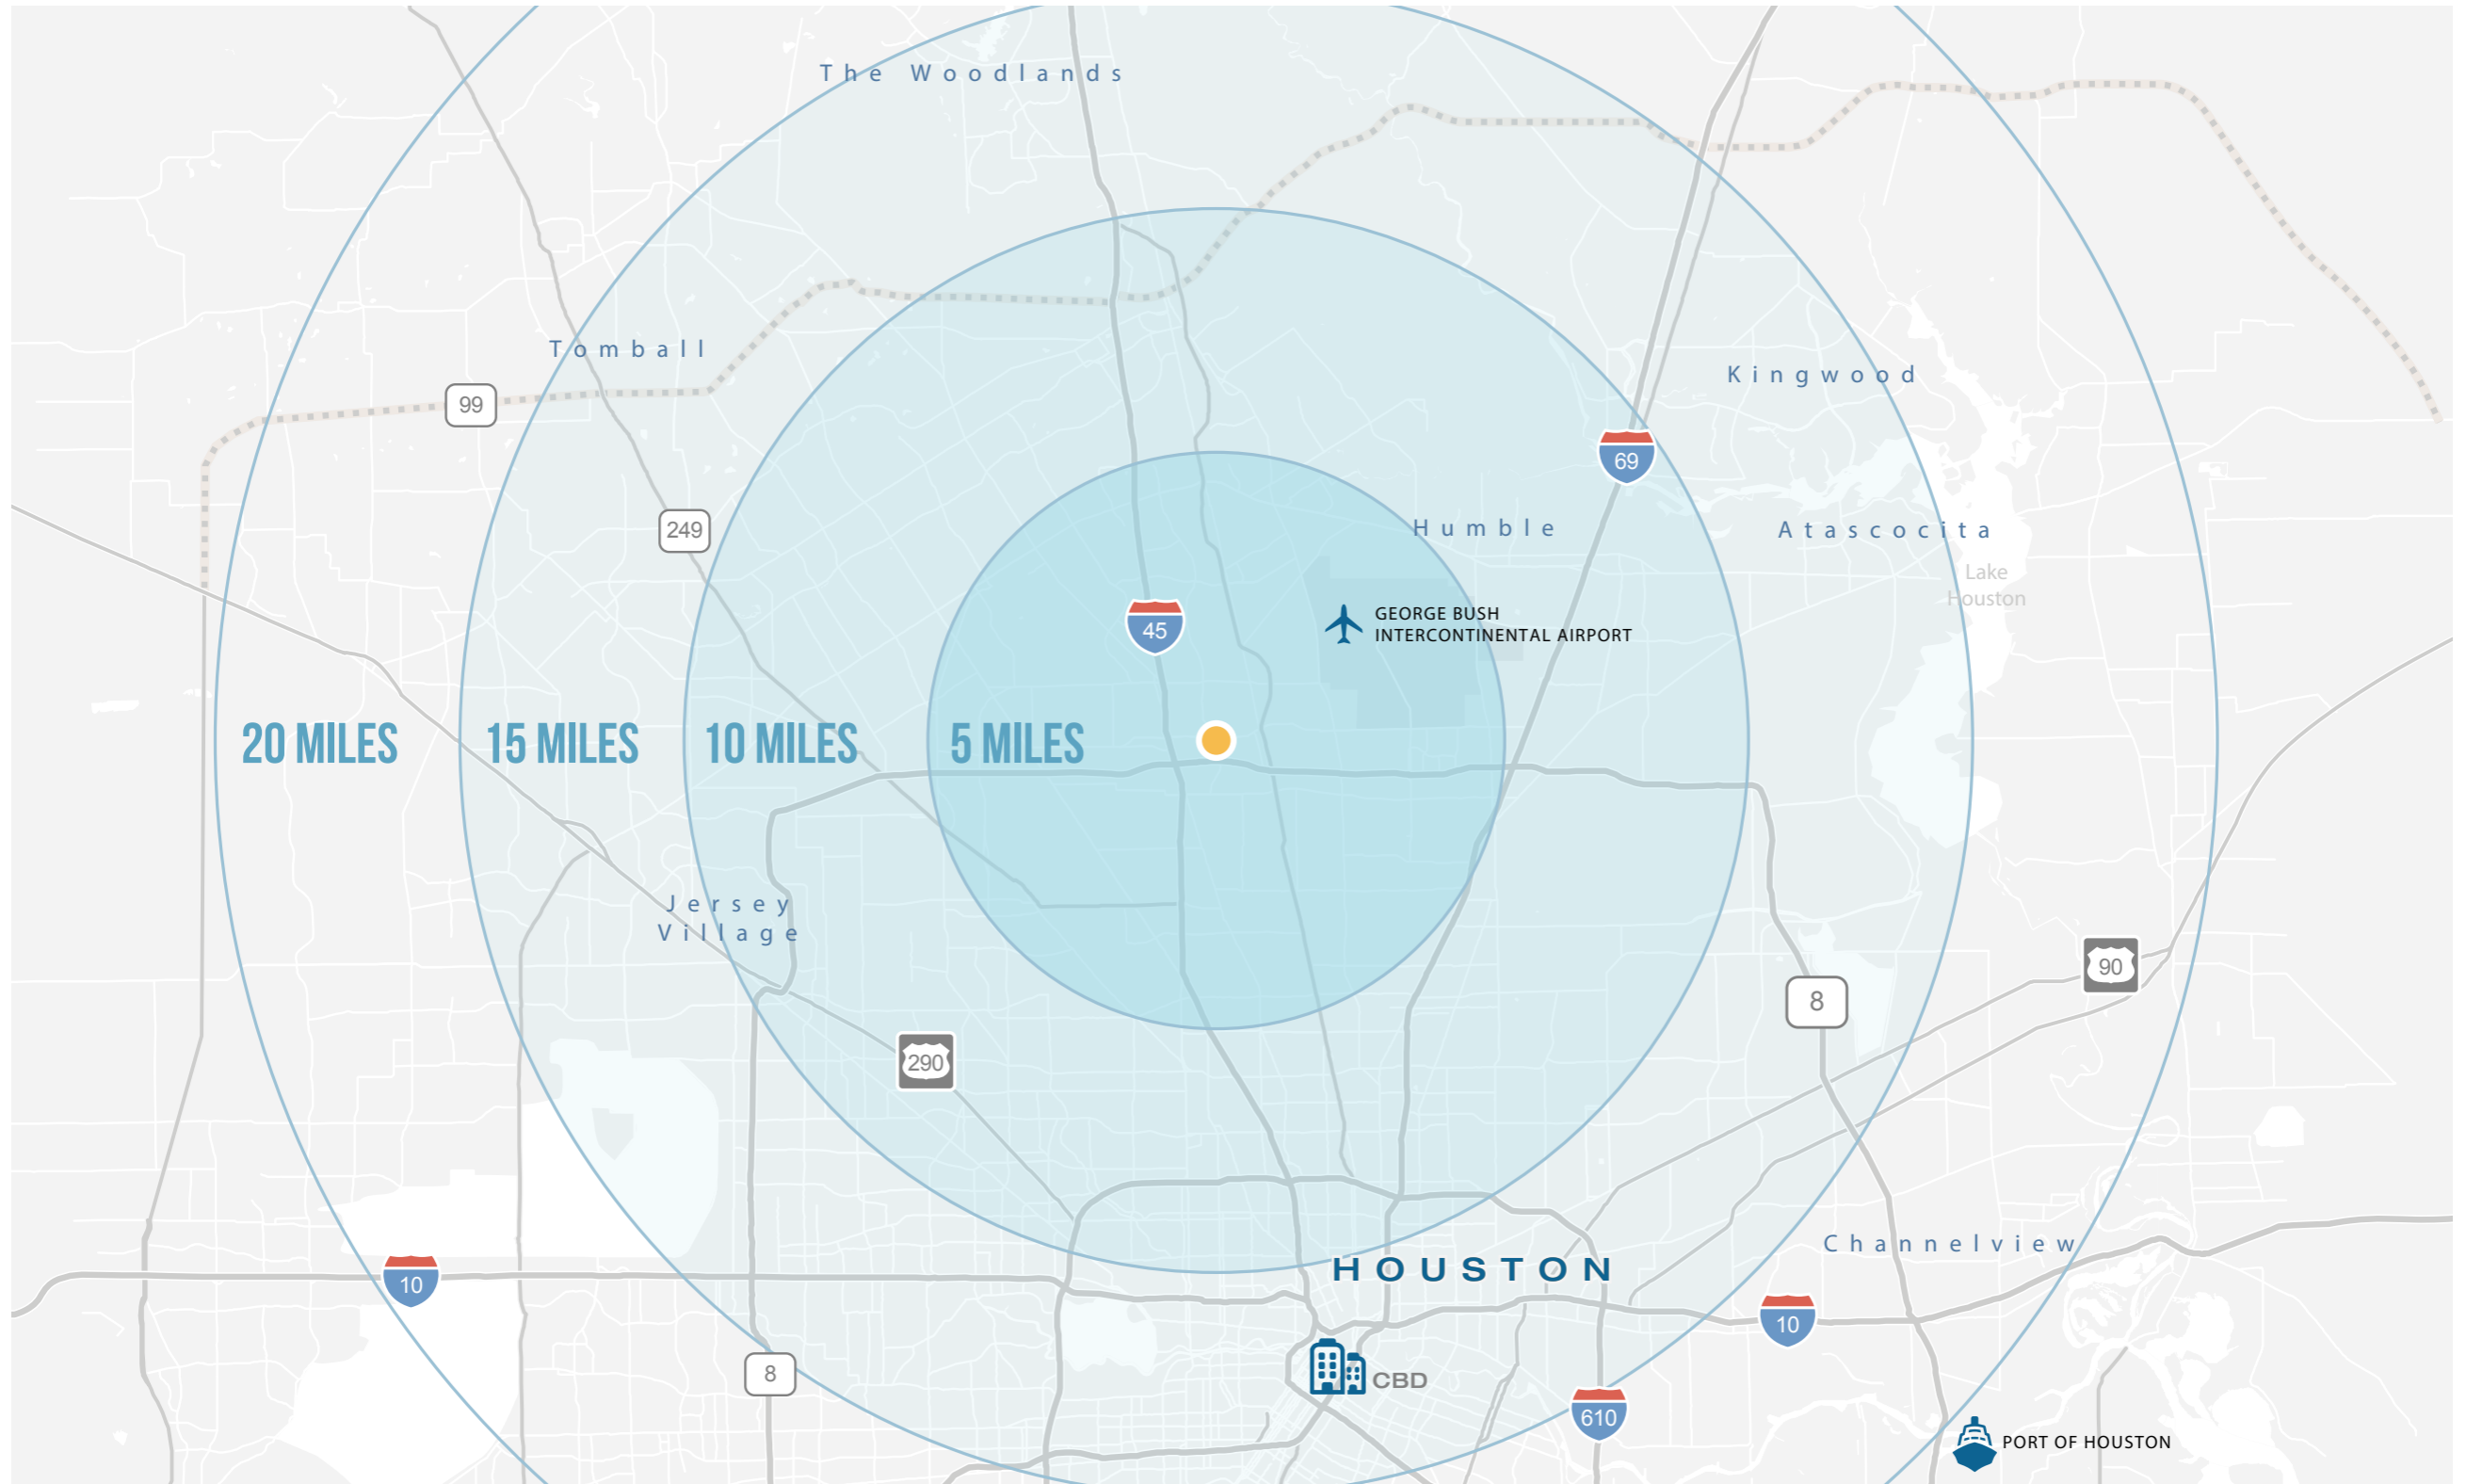 The Woodlands
Tomball
Kingwood
99
69
249
Humble
Atascocita
Lake
Houston
GEORGE BUSH
INTERCONTINENTAL AIRPORT
45
20 MILES
15 MILES
10 MILES
5 MILES
Jersey
Village
90
8
290
Channelview
HOUSTON
10
10
8
CBD
610
PORT OF HOUSTON